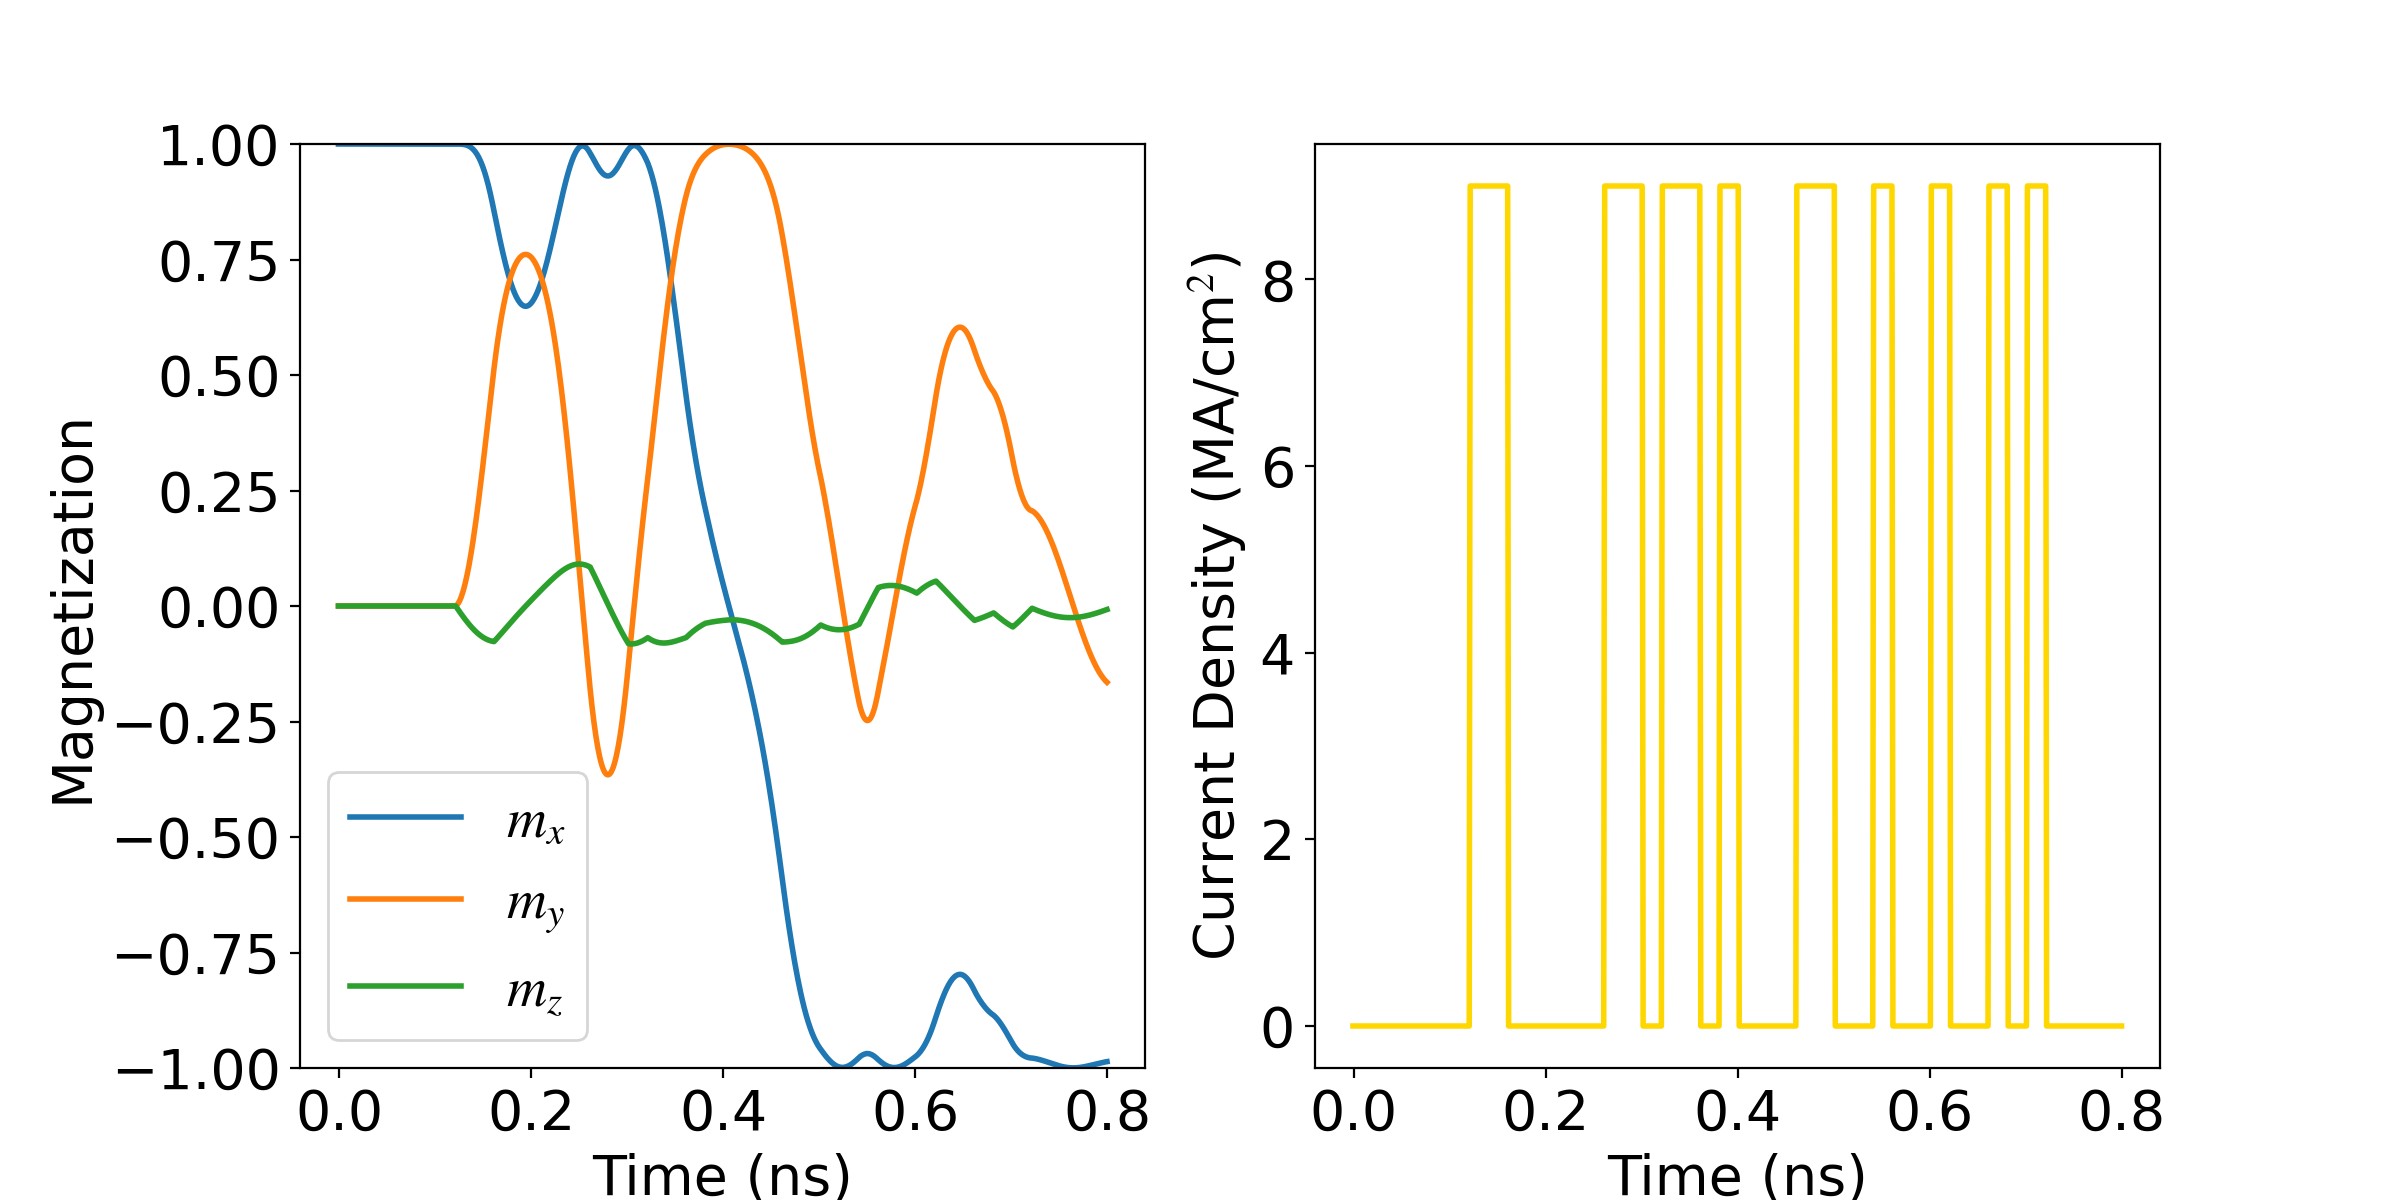 Magnetization
1.00
0.75
0.50
0.25
0.00
−0.25
−0.50
−0.75
−1.00
m_x
m_y
m_z
0.0 0.2 0.4 0.6 0.8
Time (ns)
Current Density (MA/cm²)
8
6
4
2
0
0.0 0.2 0.4 0.6 0.8
Time (ns)